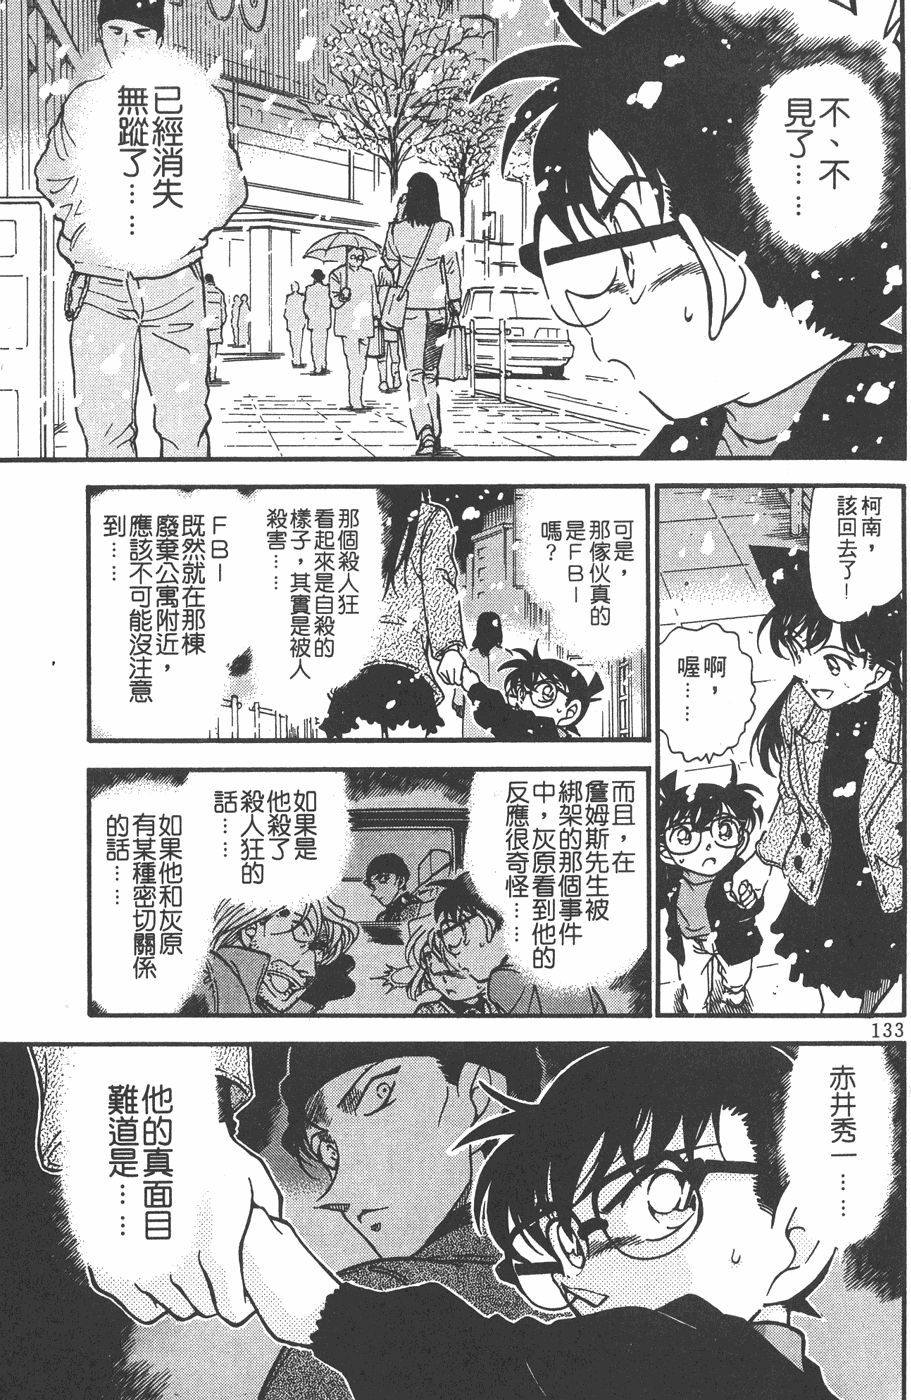 不、不
見了……
已經消失
無蹤了……
柯南，
該回去了！
啊，
喔……
可是，
那傢伙真的
是FBI
嗎？
那個殺人狂
看起來是自殺的
樣子，其實是被人
殺害……
FBI
既然就在那棟
廢棄公寓附近，
應該不可能沒注意
到……
而且，在
詹姆斯先生被
綁架的那個事件
中，灰原看到他的
反應很奇怪……
如果是
他殺了
殺人狂的
話……
如果他和灰原
有某種密切關係
的話……
133
赤井秀一……
他的真面目
難道是……